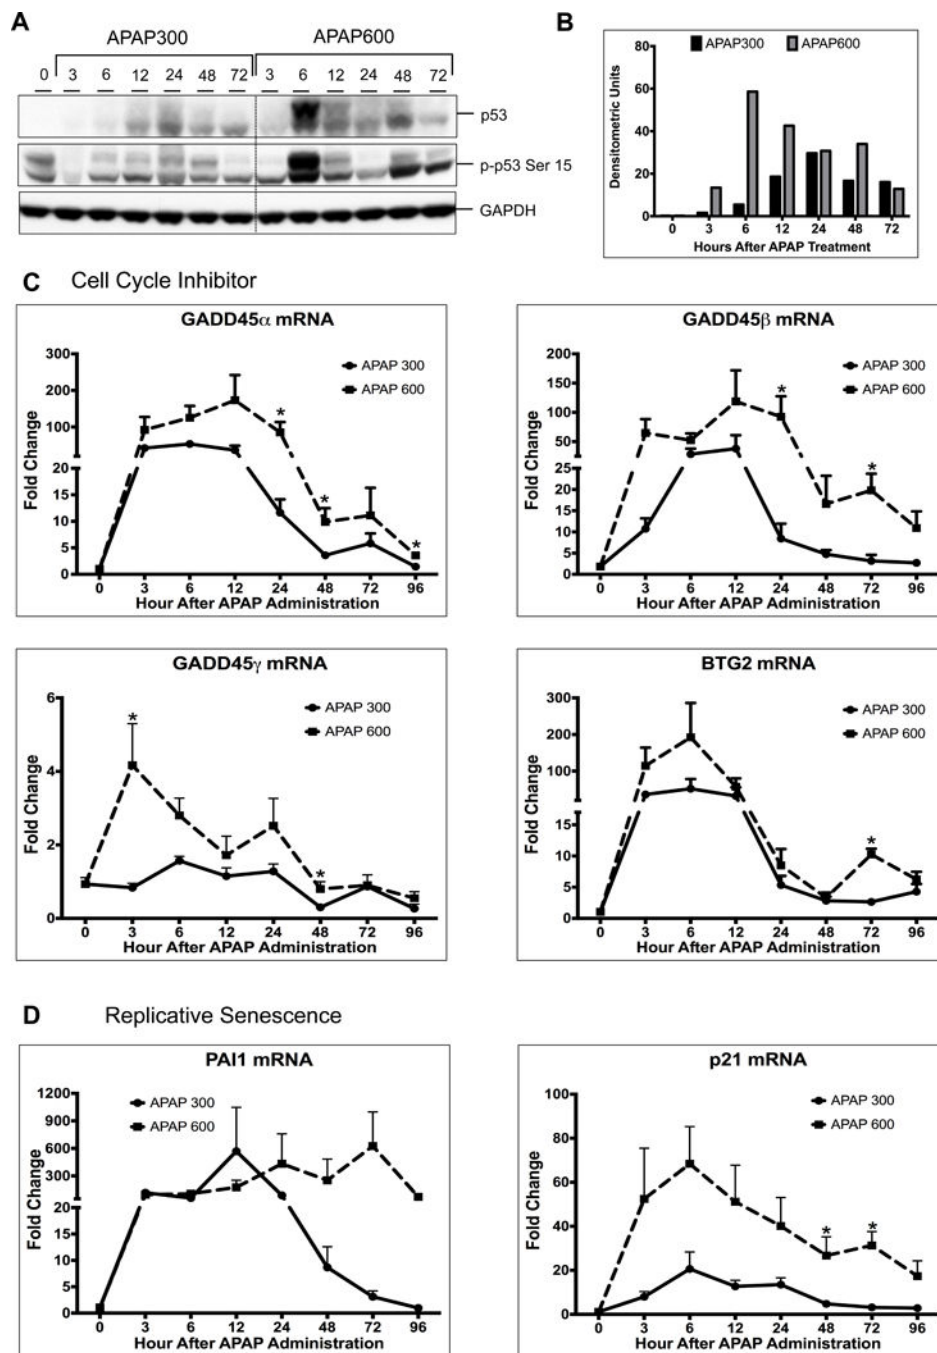 A
APAP300 APAP600
0 3 6 12 24 48 72 3 6 12 24 48 72
p53
p-p53 Ser 15
GAPDH
B
APAP300 APAP600
Densitometric Units
80
60
40
20
0
0 3 6 12 24 48 72
Hours After APAP Treatment
C Cell Cycle Inhibitor
GADD45α mRNA
APAP 300
APAP 600
Fold Change
300
200
100
20
15
10
5
0
* * *
0 3 6 12 24 48 72 96
Hour After APAP Administration
GADD45β mRNA
APAP 300
APAP 600
Fold Change
200
150
100
50
25
20
15
10
5
0
* *
0 3 6 12 24 48 72 96
Hour After APAP Administration
GADD45γ mRNA
APAP 300
APAP 600
Fold Change
6
4
2
0
* *
0 3 6 12 24 48 72 96
Hour After APAP Administration
BTG2 mRNA
APAP 300
APAP 600
Fold Change
300
200
100
15
10
5
0
*
0 3 6 12 24 48 72 96
Hour After APAP Administration
D Replicative Senescence
PAI1 mRNA
APAP 300
APAP 600
Fold Change
1200
900
600
300
20
15
10
5
0
0 3 6 12 24 48 72 96
Hour After APAP Administration
p21 mRNA
APAP 300
APAP 600
Fold Change
100
80
60
40
20
0
* *
0 3 6 12 24 48 72 96
Hour After APAP Administration